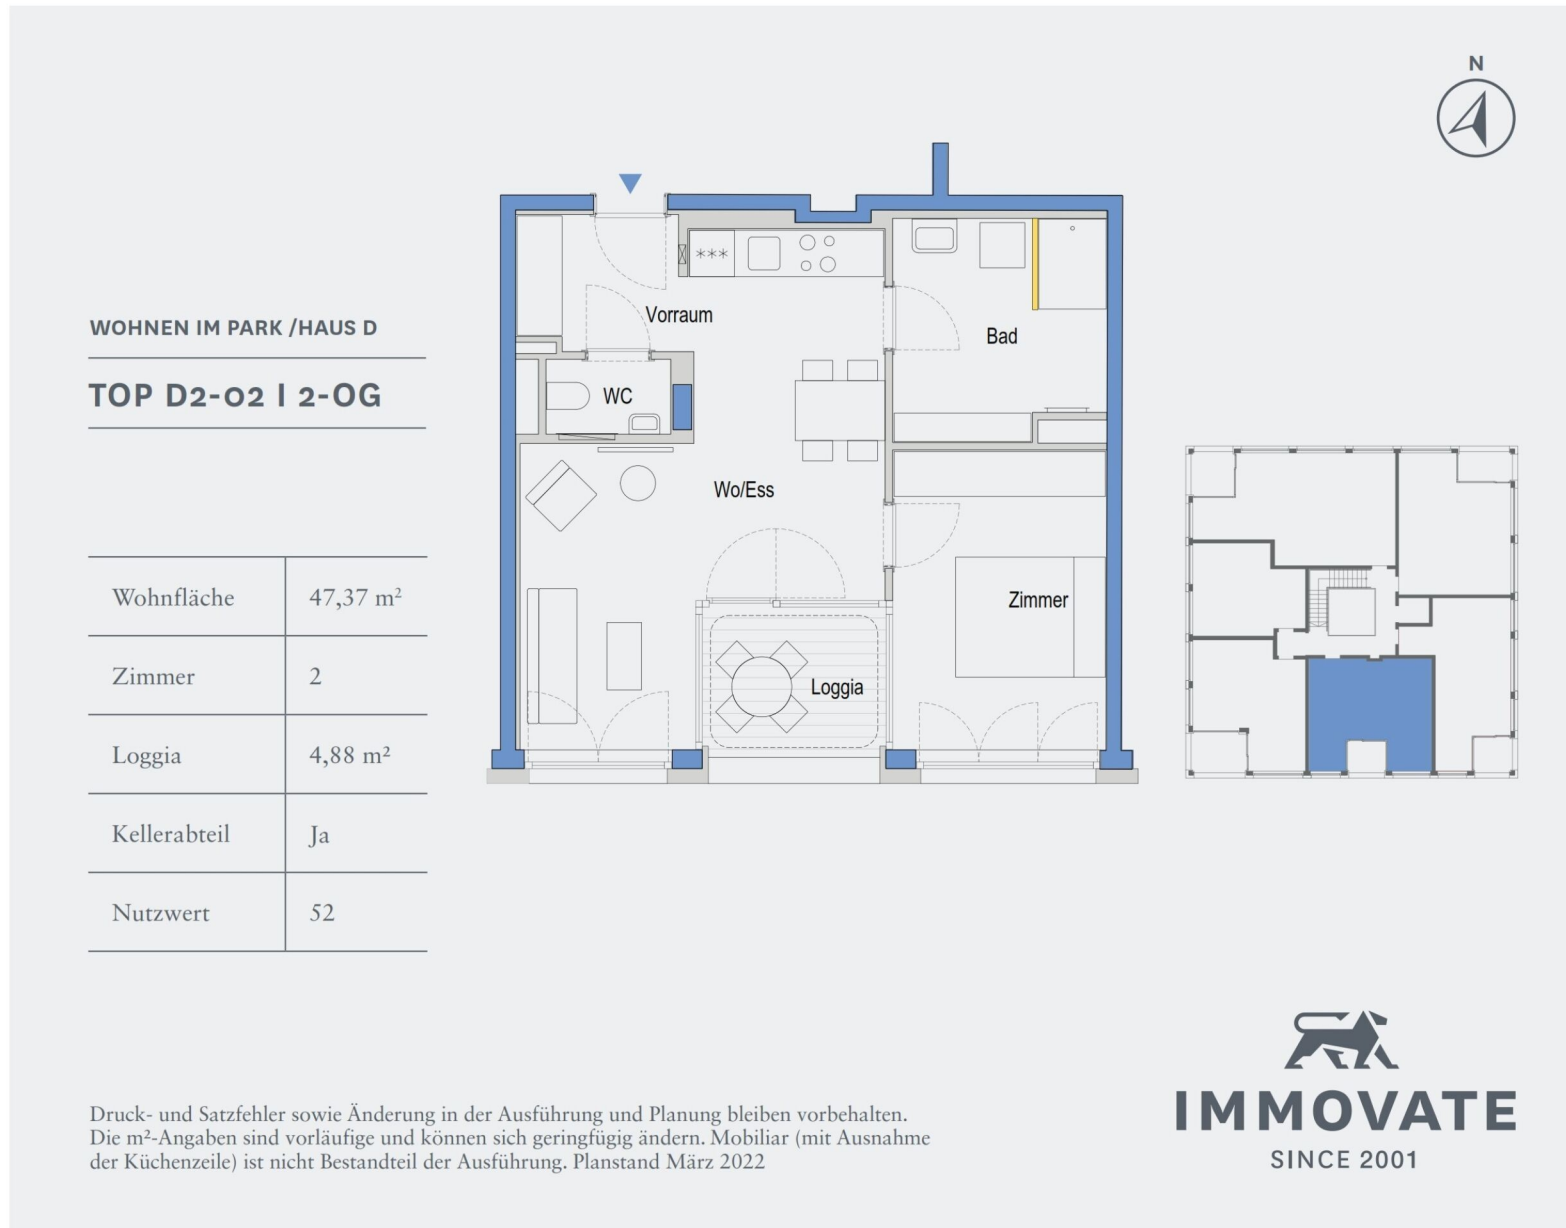 N
WOHNEN IM PARK /HAUS D
TOP D2-02 I 2-OG
Wohnfläche 47,37 m²
Zimmer 2
Loggia 4,88 m²
Kellerabteil Ja
Nutzwert 52
***
Vorraum
Bad
WC
Wo/Ess
Zimmer
Loggia
Druck- und Satzfehler sowie Änderung in der Ausführung und Planung bleiben vorbehalten.
Die m²-Angaben sind vorläufige und können sich geringfügig ändern. Mobiliar (mit Ausnahme
der Küchenzeile) ist nicht Bestandteil der Ausführung. Planstand März 2022
IMMOVATE
SINCE 2001